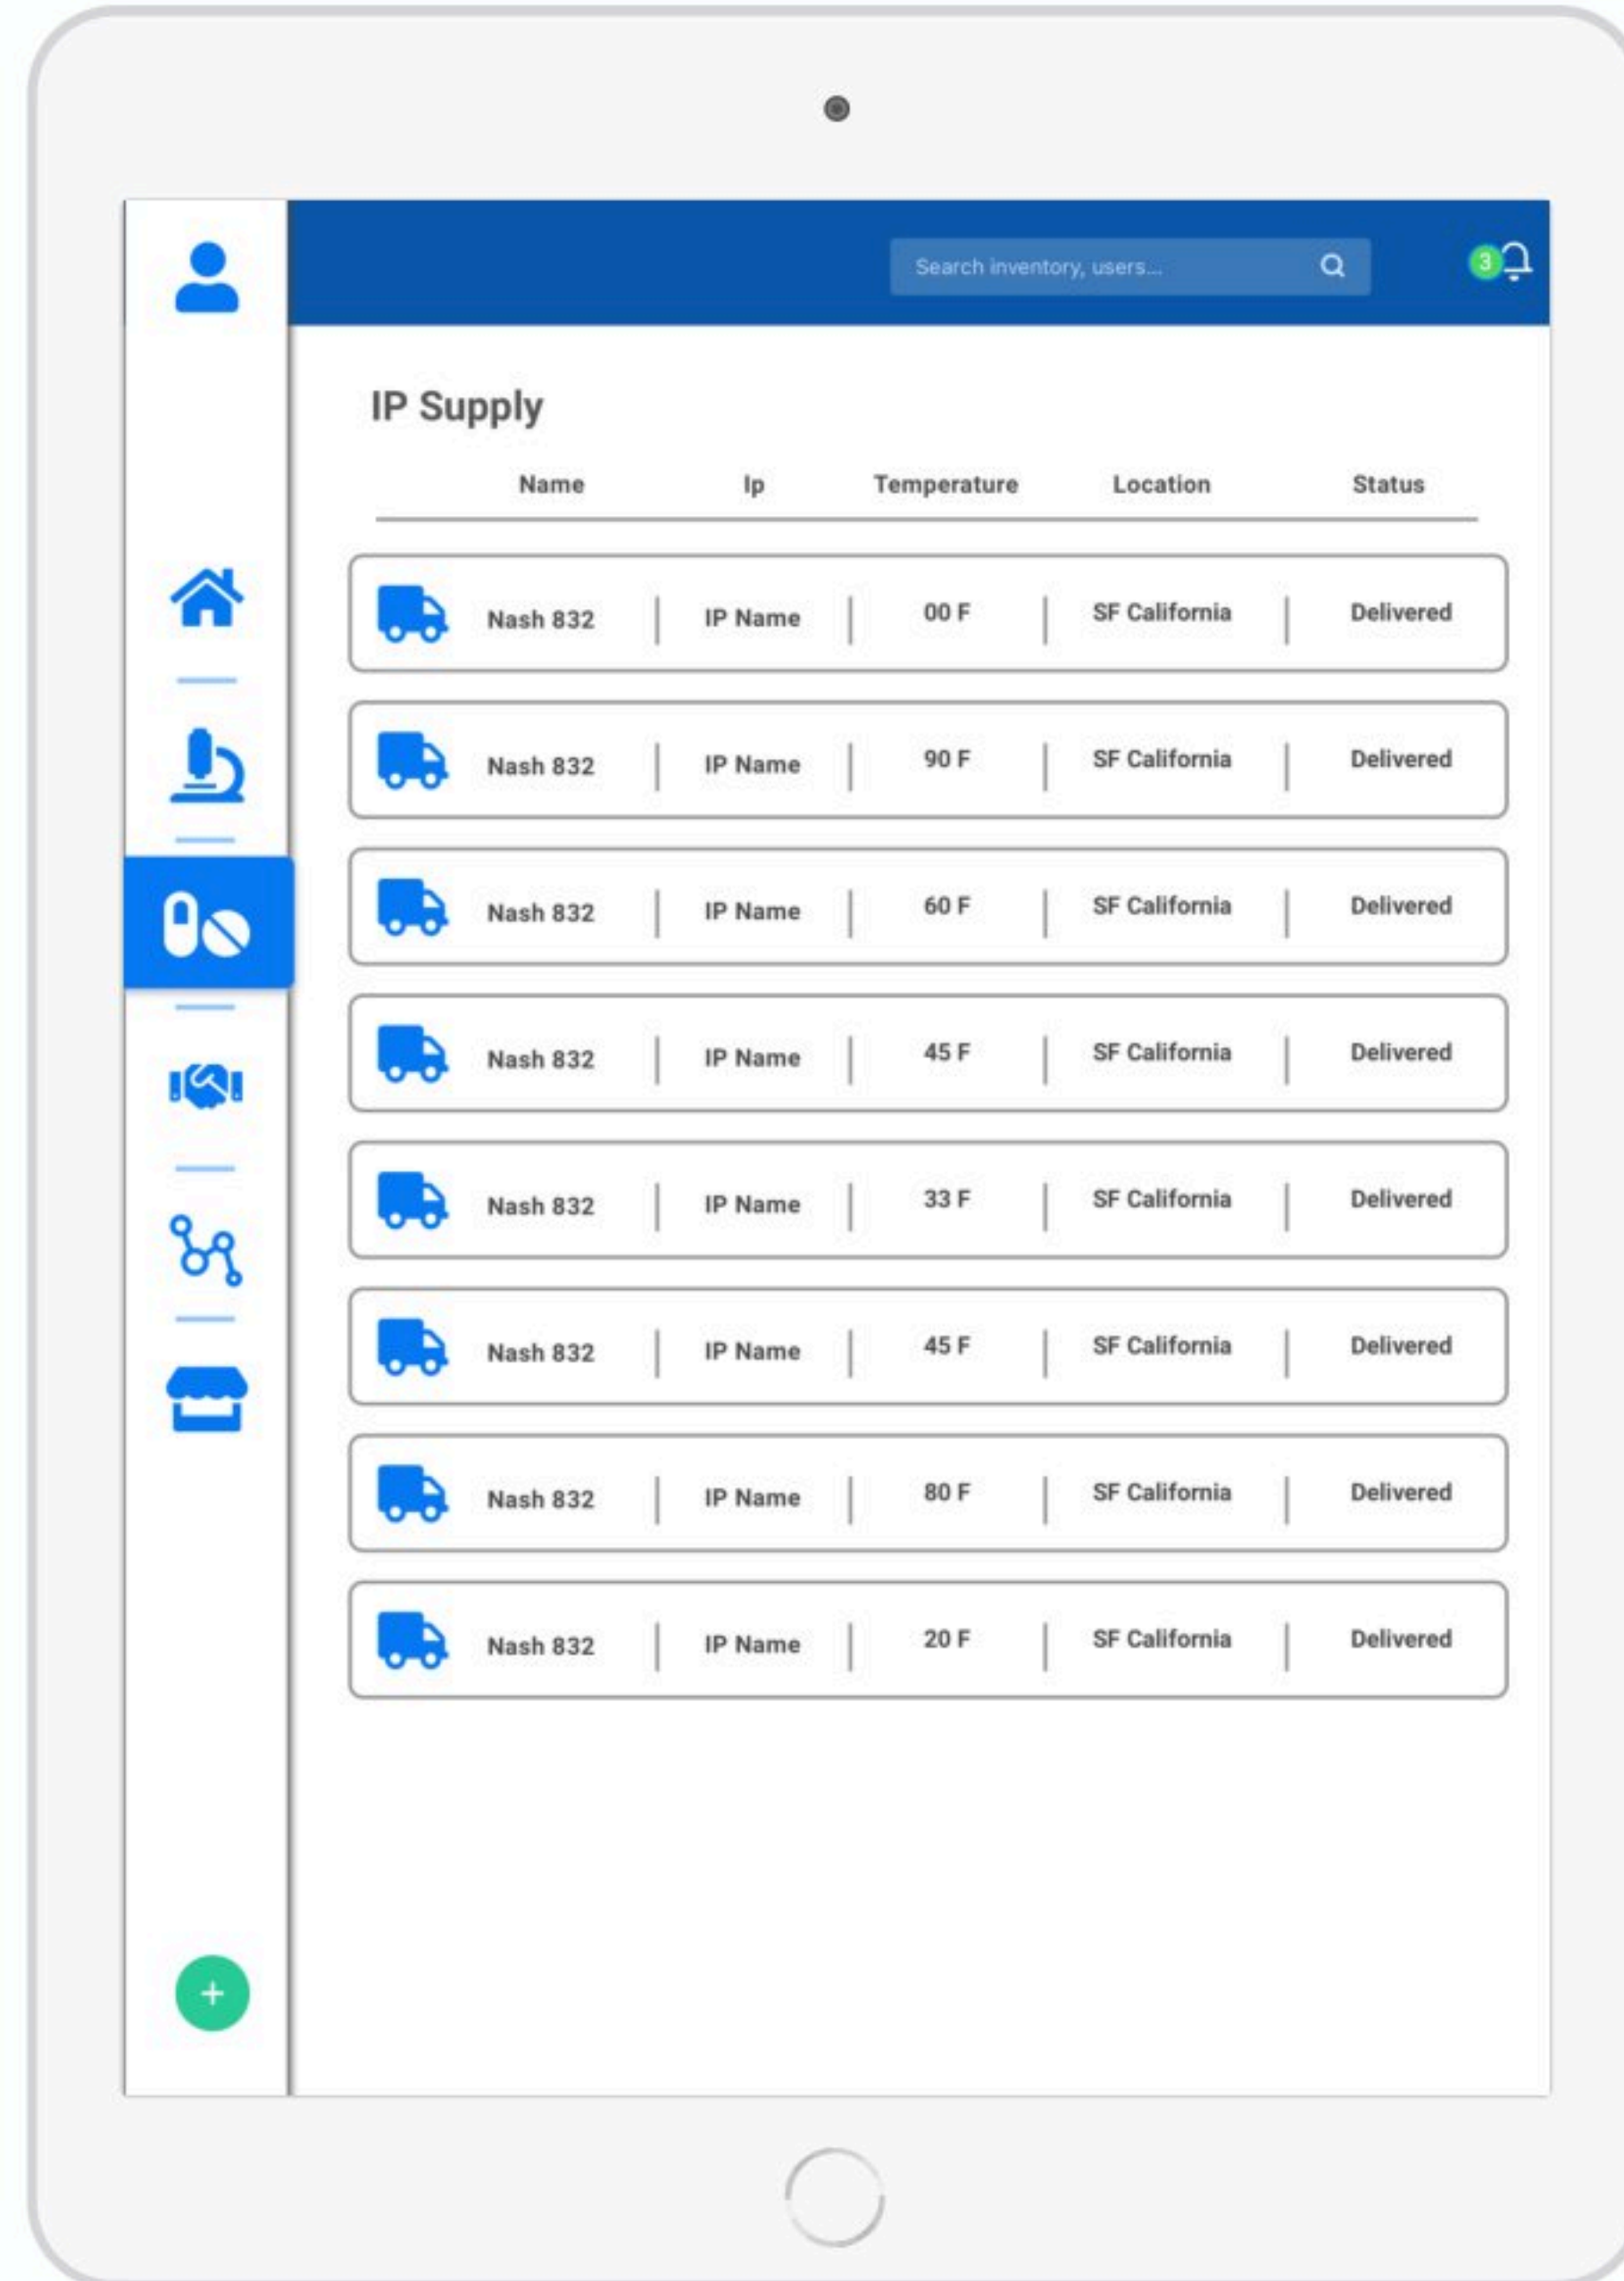 Search inventory, users...
3
IP Supply
Name Ip Temperature Location Status
Nash 832 IP Name 00 F SF California Delivered
Nash 832 IP Name 90 F SF California Delivered
Nash 832 IP Name 60 F SF California Delivered
Nash 832 IP Name 45 F SF California Delivered
Nash 832 IP Name 33 F SF California Delivered
Nash 832 IP Name 45 F SF California Delivered
Nash 832 IP Name 80 F SF California Delivered
Nash 832 IP Name 20 F SF California Delivered
+